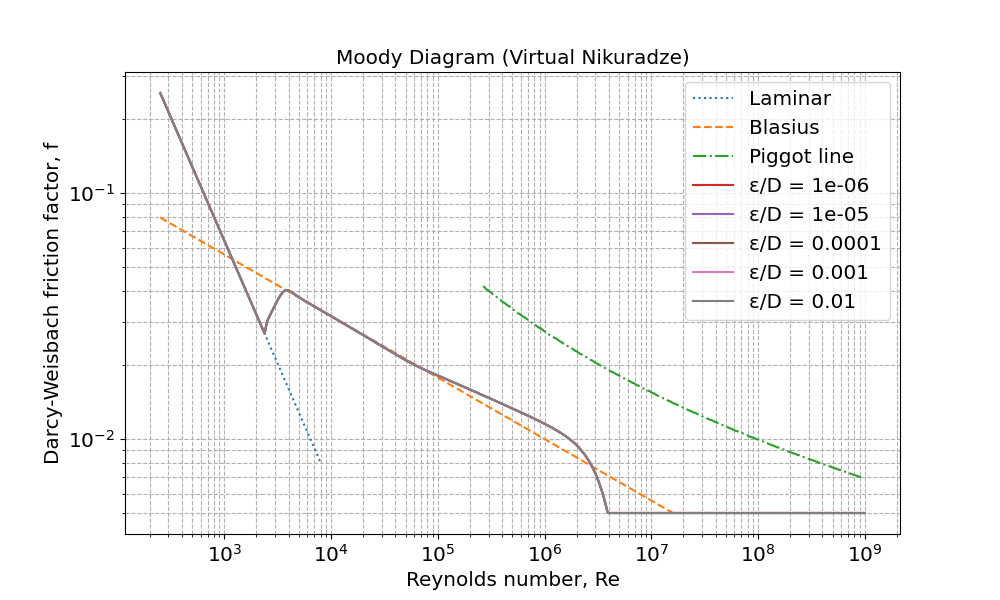 Moody Diagram (Virtual Nikuradze)
Laminar
Blasius
Piggot line
ε/D = 1e-06
ε/D = 1e-05
ε/D = 0.0001
ε/D = 0.001
ε/D = 0.01
Darcy-Weisbach friction factor, f
10⁻¹
10⁻²
10³ 10⁴ 10⁵ 10⁶ 10⁷ 10⁸ 10⁹
Reynolds number, Re